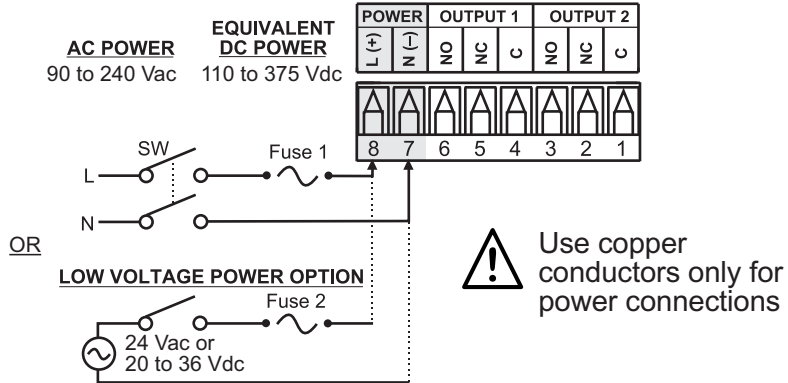 POWER OUTPUT 1 OUTPUT 2
L (+) N (–) NO NC C NO NC C
AC POWER
90 to 240 Vac
EQUIVALENT
DC POWER
110 to 375 Vdc
8 7 6 5 4 3 2 1
SW
Fuse 1
L
N
OR
LOW VOLTAGE POWER OPTION
Fuse 2
24 Vac or
20 to 36 Vdc
!
Use copper
conductors only for
power connections